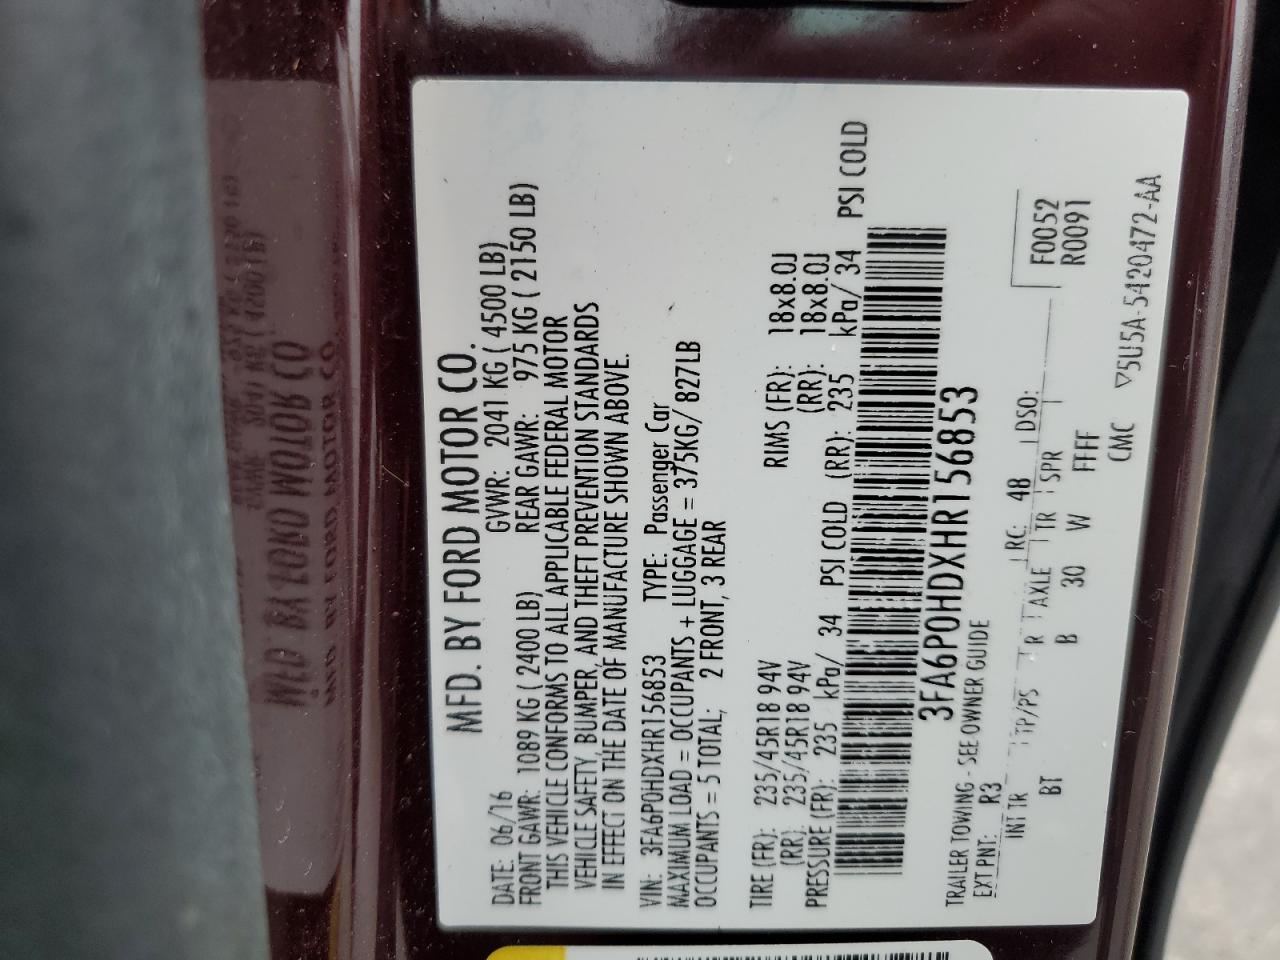 MFD. BY FORD MOTOR CO.
DATE: 06/16 GVWR: 2041 KG ( 4500 LB)
FRONT GAWR: 1089 KG ( 2400 LB) REAR GAWR: 975 KG ( 2150 LB)
THIS VEHICLE CONFORMS TO ALL APPLICABLE FEDERAL MOTOR
VEHICLE SAFETY, BUMPER, AND THEFT PREVENTION STANDARDS
IN EFFECT ON THE DATE OF MANUFACTURE SHOWN ABOVE.
VIN: 3FA6P0HDXHR156853 TYPE: Passenger Car
MAXIMUM LOAD = OCCUPANTS + LUGGAGE = 375KG/ 827LB
OCCUPANTS = 5 TOTAL, 2 FRONT, 3 REAR
TIRE (FR): 235/45R18 94V RIMS (FR): 18x8.0J
(RR): 235/45R18 94V (RR): 18x8.0J
PRESSURE (FR): 235 kPa/ 34 PSI COLD (RR): 235 kPa/ 34 PSI COLD
3FA6P0HDXHR156853
TRAILER TOWING - SEE OWNER GUIDE
EXT PNT: R3 RC: 48 DSO: F0052
INT TR TP/PS R AXLE TR SPR R0091
BT B 30 W FFFF
CMC ▽5U5A-5420472-AA